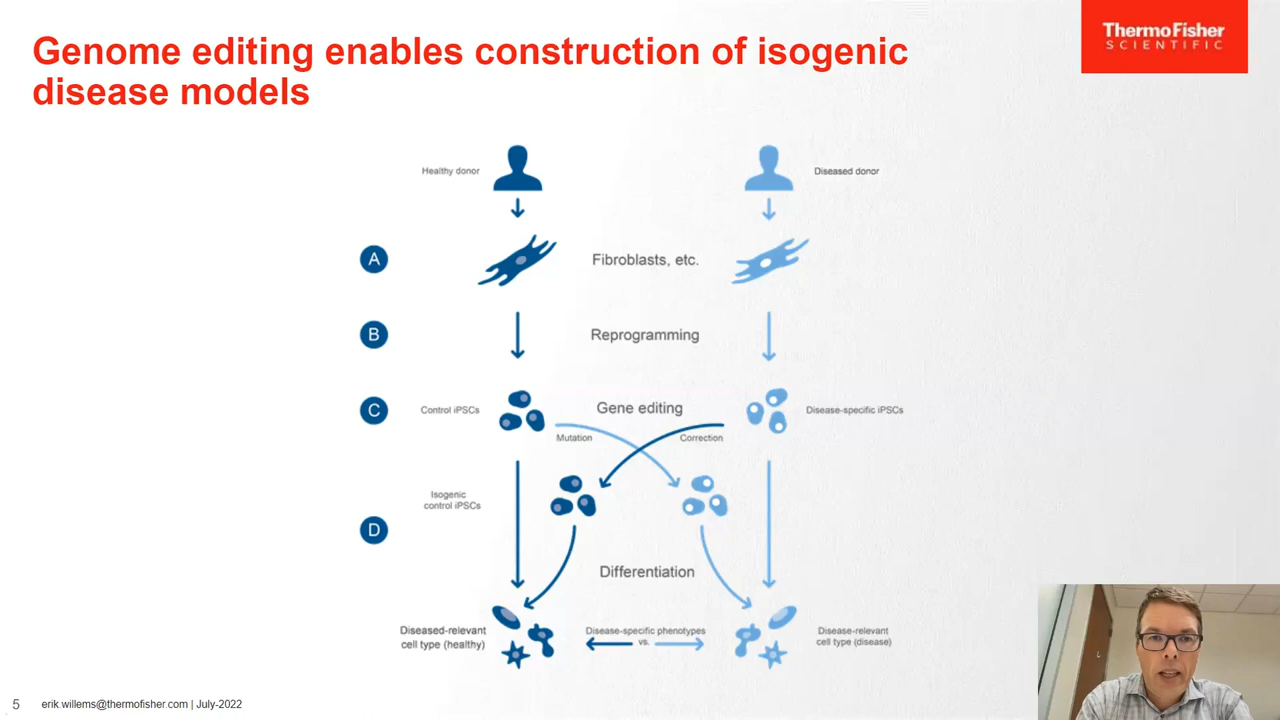 Genome editing enables construction of isogenic
disease models
ThermoFisher
SCIENTIFIC
Healthy donor
Diseased donor
A
Fibroblasts, etc.
B
Reprogramming
C
Control iPSCs
Gene editing
Disease-specific iPSCs
Mutation
Correction
Isogenic
control iPSCs
D
Differentiation
Diseased-relevant
cell type (healthy)
Disease-specific phenotypes
vs.
Disease-relevant
cell type (disease)
5
erik.willems@thermofisher.com | July-2022